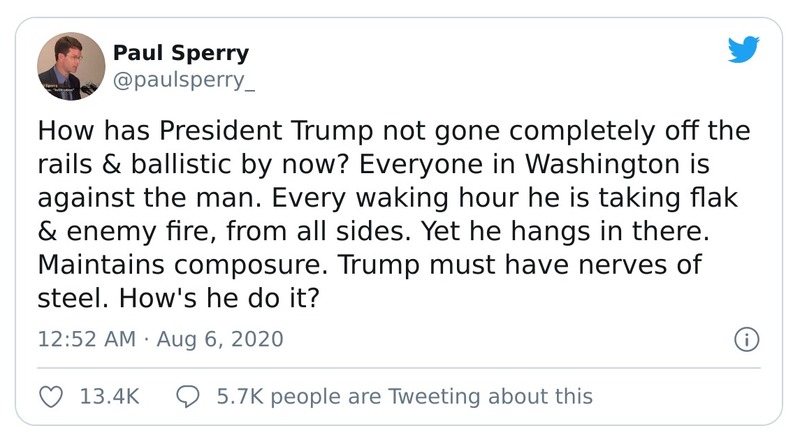 Paul Sperry
@paulsperry_
How has President Trump not gone completely off the
rails & ballistic by now? Everyone in Washington is
against the man. Every waking hour he is taking flak
& enemy fire, from all sides. Yet he hangs in there.
Maintains composure. Trump must have nerves of
steel. How's he do it?
12:52 AM · Aug 6, 2020
13.4K 5.7K people are Tweeting about this